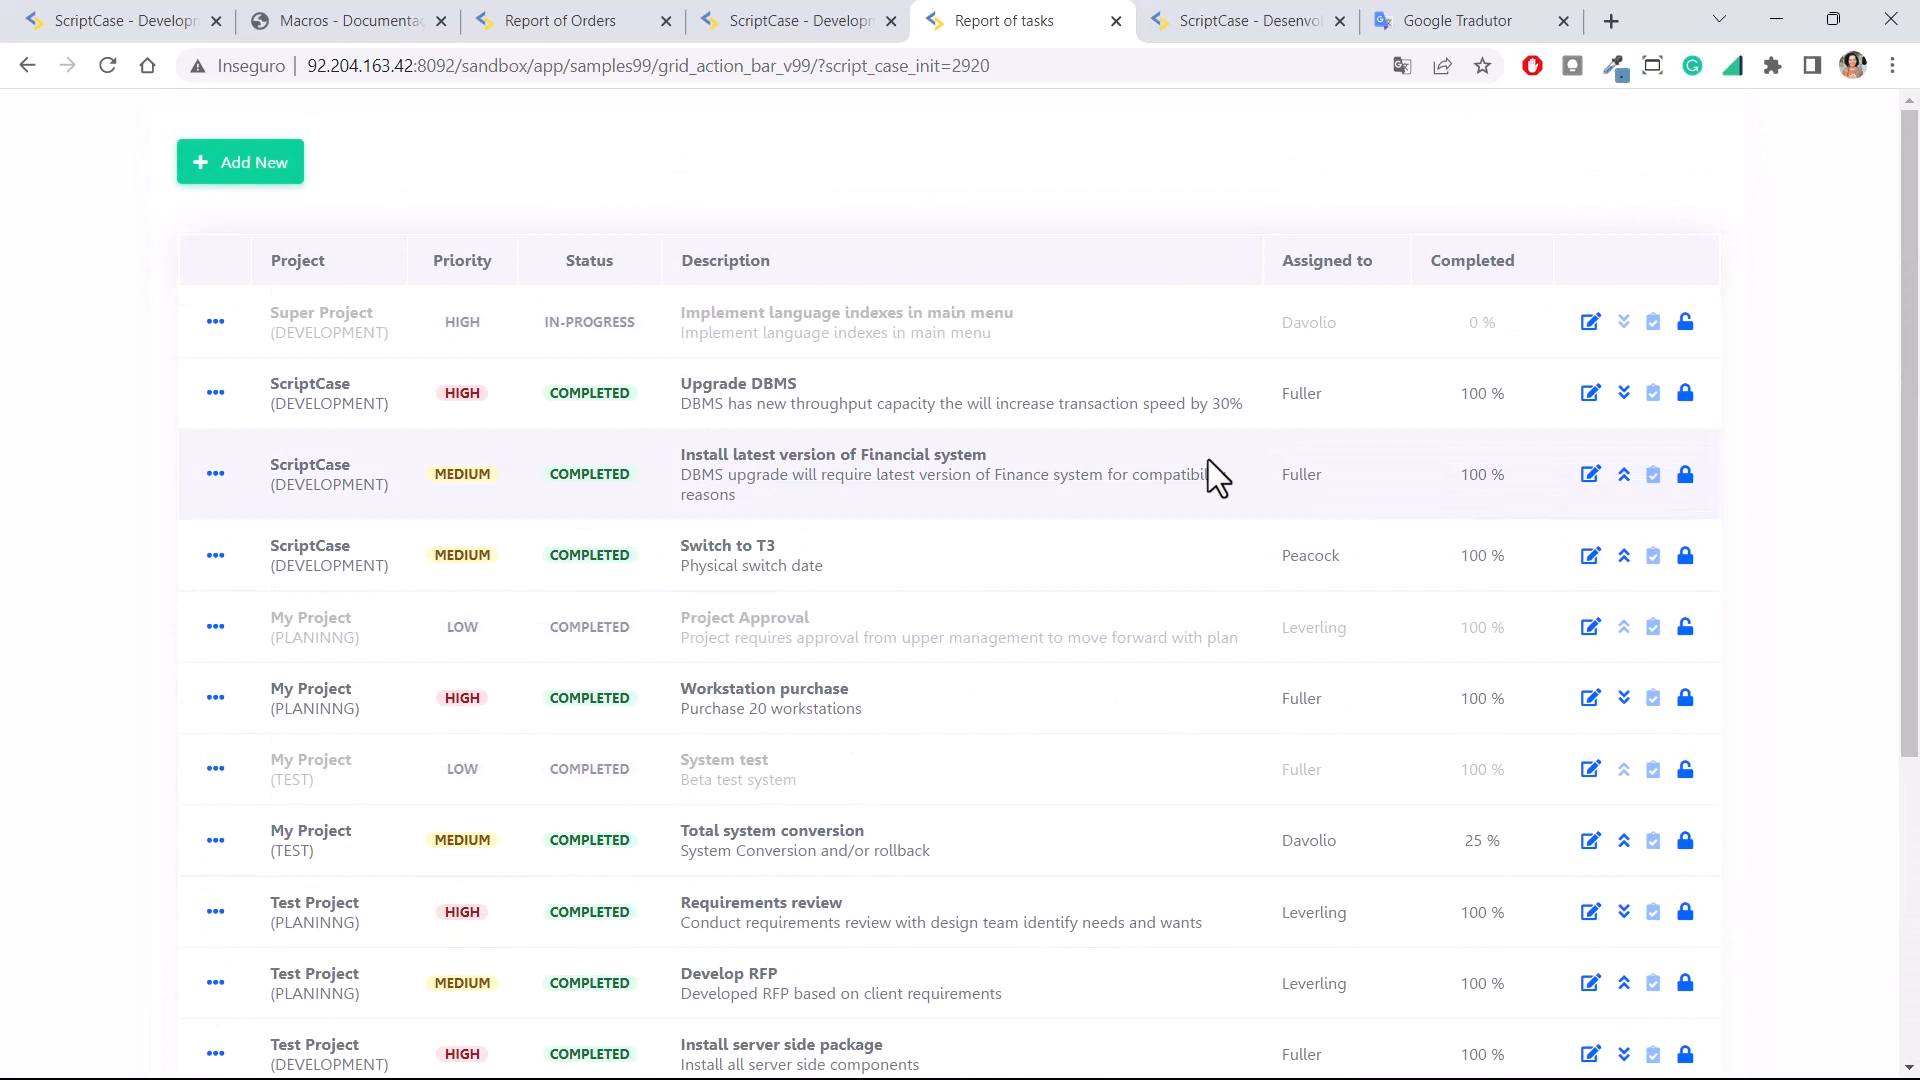 ScriptCase - Developm
Macros - Documentaç
Report of Orders
ScriptCase - Developm
Report of tasks
ScriptCase - Desenvol
Google Tradutor
Inseguro
92.204.163.42:8092/sandbox/app/samples99/grid_action_bar_v99/?script_case_init=2920
+ Add New
Project Priority Status Description Assigned to Completed
Super Project
(DEVELOPMENT)
HIGH
IN-PROGRESS
Implement language indexes in main menu
Implement language indexes in main menu
Davolio
0 %
ScriptCase
(DEVELOPMENT)
HIGH
COMPLETED
Upgrade DBMS
DBMS has new throughput capacity the will increase transaction speed by 30%
Fuller
100 %
ScriptCase
(DEVELOPMENT)
MEDIUM
COMPLETED
Install latest version of Financial system
DBMS upgrade will require latest version of Finance system for compatibil
reasons
Fuller
100 %
ScriptCase
(DEVELOPMENT)
MEDIUM
COMPLETED
Switch to T3
Physical switch date
Peacock
100 %
My Project
(PLANINNG)
LOW
COMPLETED
Project Approval
Project requires approval from upper management to move forward with plan
Leverling
100 %
My Project
(PLANINNG)
HIGH
COMPLETED
Workstation purchase
Purchase 20 workstations
Fuller
100 %
My Project
(TEST)
LOW
COMPLETED
System test
Beta test system
Fuller
100 %
My Project
(TEST)
MEDIUM
COMPLETED
Total system conversion
System Conversion and/or rollback
Davolio
25 %
Test Project
(PLANINNG)
HIGH
COMPLETED
Requirements review
Conduct requirements review with design team identify needs and wants
Leverling
100 %
Test Project
(PLANINNG)
MEDIUM
COMPLETED
Develop RFP
Developed RFP based on client requirements
Leverling
100 %
Test Project
(DEVELOPMENT)
HIGH
COMPLETED
Install server side package
Install all server side components
Fuller
100 %